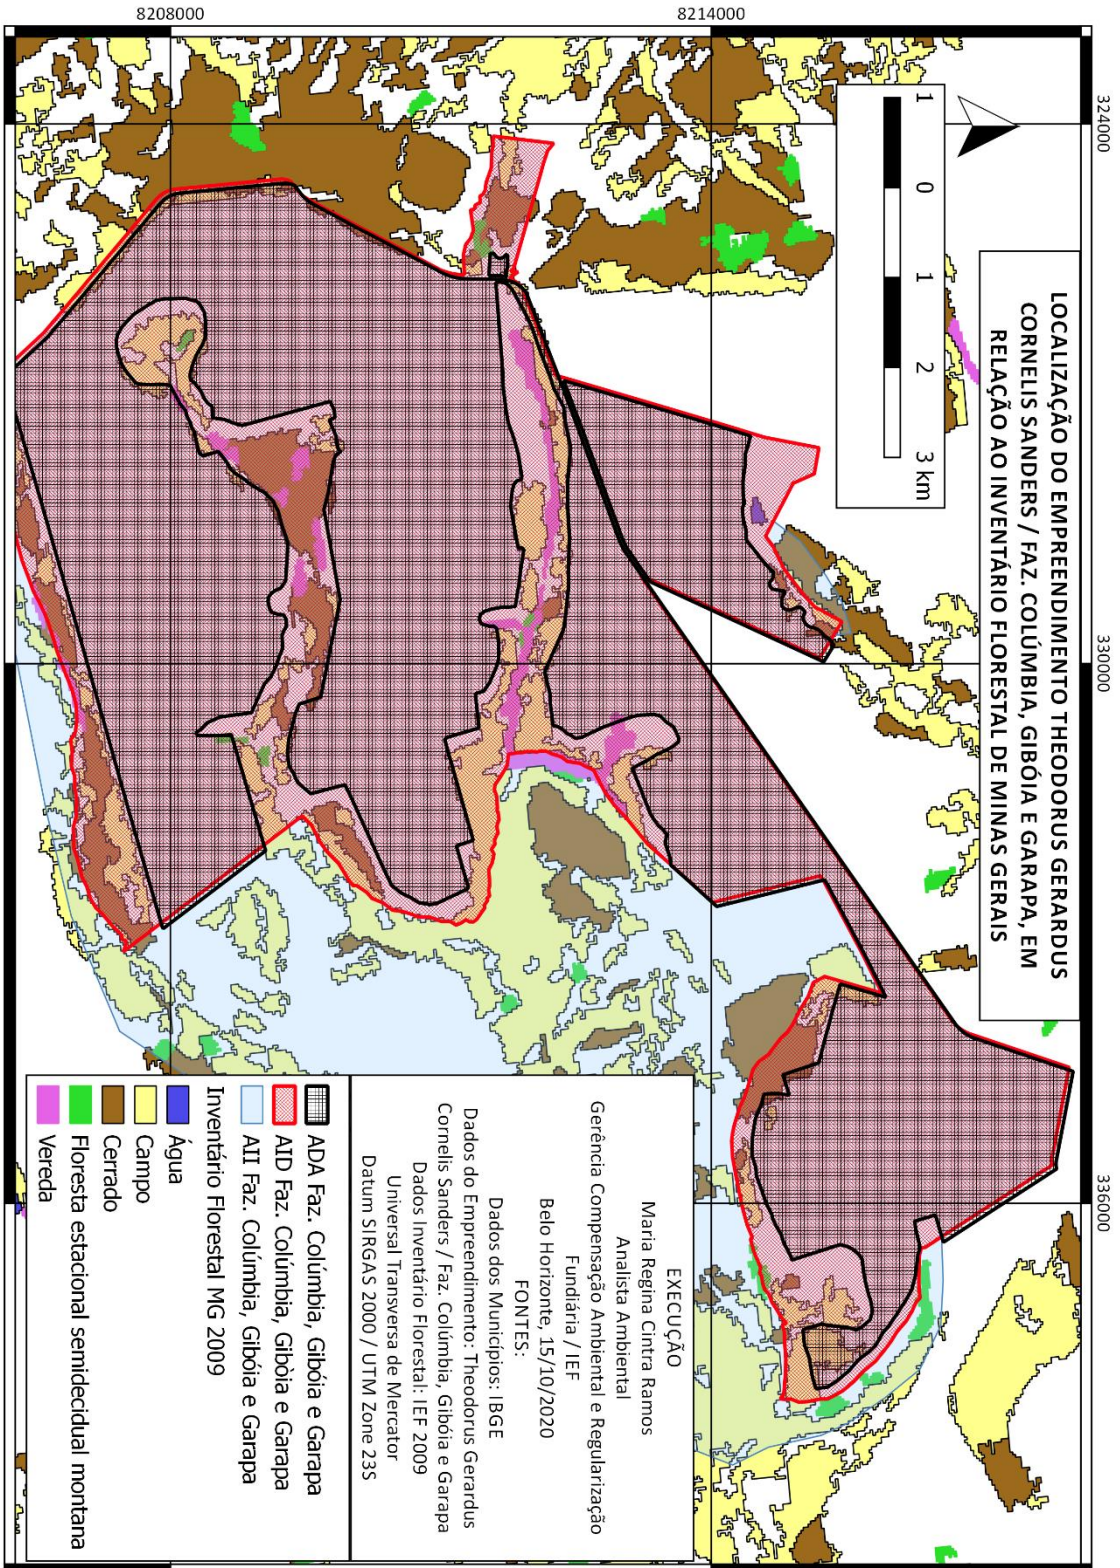 LOCALIZAÇÃO DO EMPREENDIMENTO THEODORUS GERARDUS
CORNELIS SANDERS / FAZ. COLÚMBIA, GIBÓIA E GARAPA, EM
RELAÇÃO AO INVENTÁRIO FLORESTAL DE MINAS GERAIS
324000
330000
336000
8214000
8208000
1 0 1 2 3 km
EXECUÇÃO
Maria Regina Cintra Ramos
Analista Ambiental
Gerência Compensação Ambiental e Regularização
Fundiária / IEF
Belo Horizonte, 15/10/2020
FONTES:
Dados dos Municípios: IBGE
Dados do Empreendimento: Theodorus Gerardus
Cornelis Sanders / Faz. Colúmbia, Gibóia e Garapa
Dados Inventário Florestal: IEF 2009
Universal Transversa de Mercator
Datum SIRGAS 2000 / UTM Zone 23S
ADA Faz. Colúmbia, Gibóia e Garapa
AID Faz. Colúmbia, Gibóia e Garapa
AII Faz. Colúmbia, Gibóia e Garapa
Inventário Florestal MG 2009
Água
Campo
Cerrado
Floresta estacional semidecidual montana
Vereda